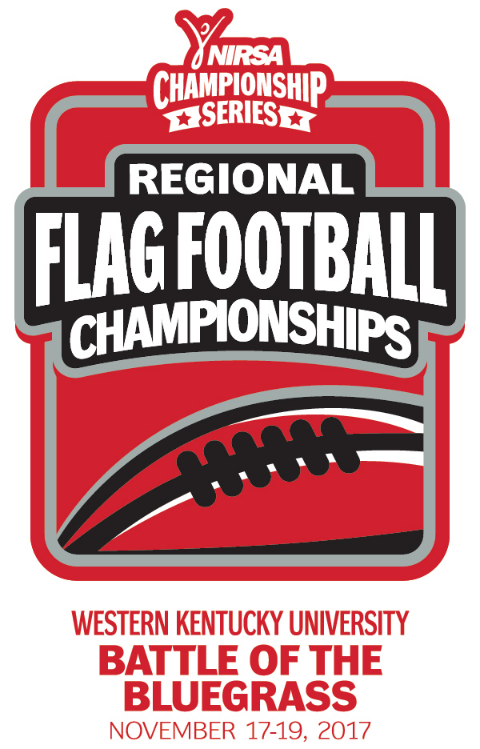 NIRSA
CHAMPIONSHIP
SERIES
REGIONAL
FLAG FOOTBALL
CHAMPIONSHIPS
WESTERN KENTUCKY UNIVERSITY
BATTLE OF THE
BLUEGRASS
NOVEMBER 17-19, 2017